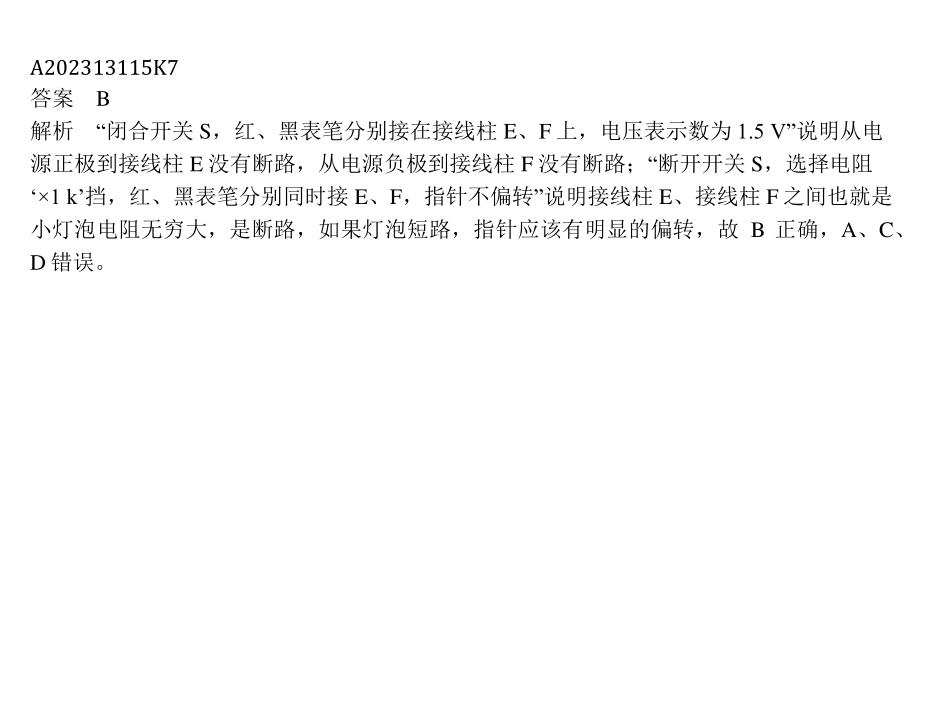 A202313115K7
答案 B
解析 “闭合开关 S，红、黑表笔分别接在接线柱 E、F 上，电压表示数为 1.5 V”说明从电
源正极到接线柱 E 没有断路，从电源负极到接线柱 F 没有断路；“断开开关 S，选择电阻
‘×1 k’挡，红、黑表笔分别同时接 E、F，指针不偏转”说明接线柱 E、接线柱 F 之间也就是
小灯泡电阻无穷大，是断路，如果灯泡短路，指针应该有明显的偏转，故 B 正确，A、C、
D 错误。